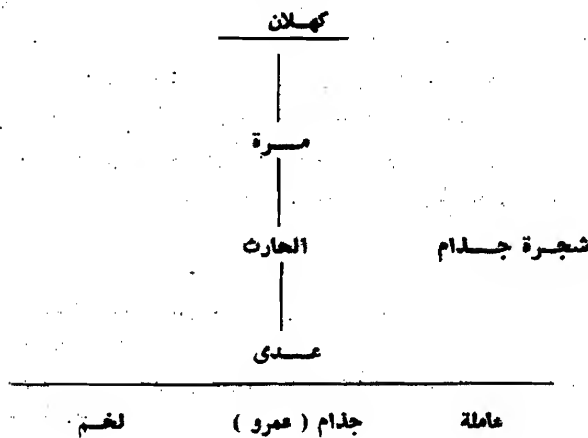 كهلان
مرة
شجرة جذام
الحارث
عدى
عاملة جذام ( عمرو ) لخم